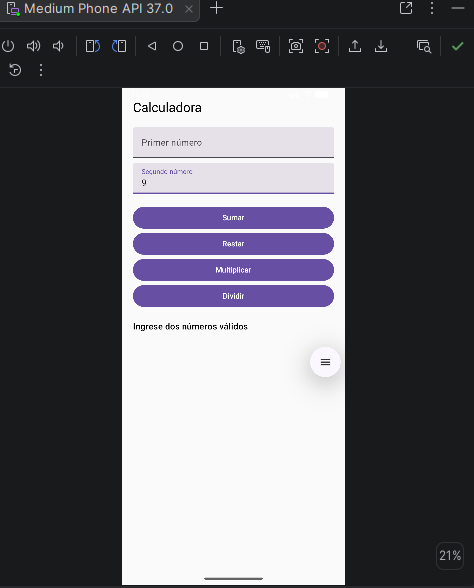 Medium Phone API 37.0
Calculadora
Primer número
Segundo número
9
Sumar
Restar
Multiplicar
Dividir
Ingrese dos números válidos
21%